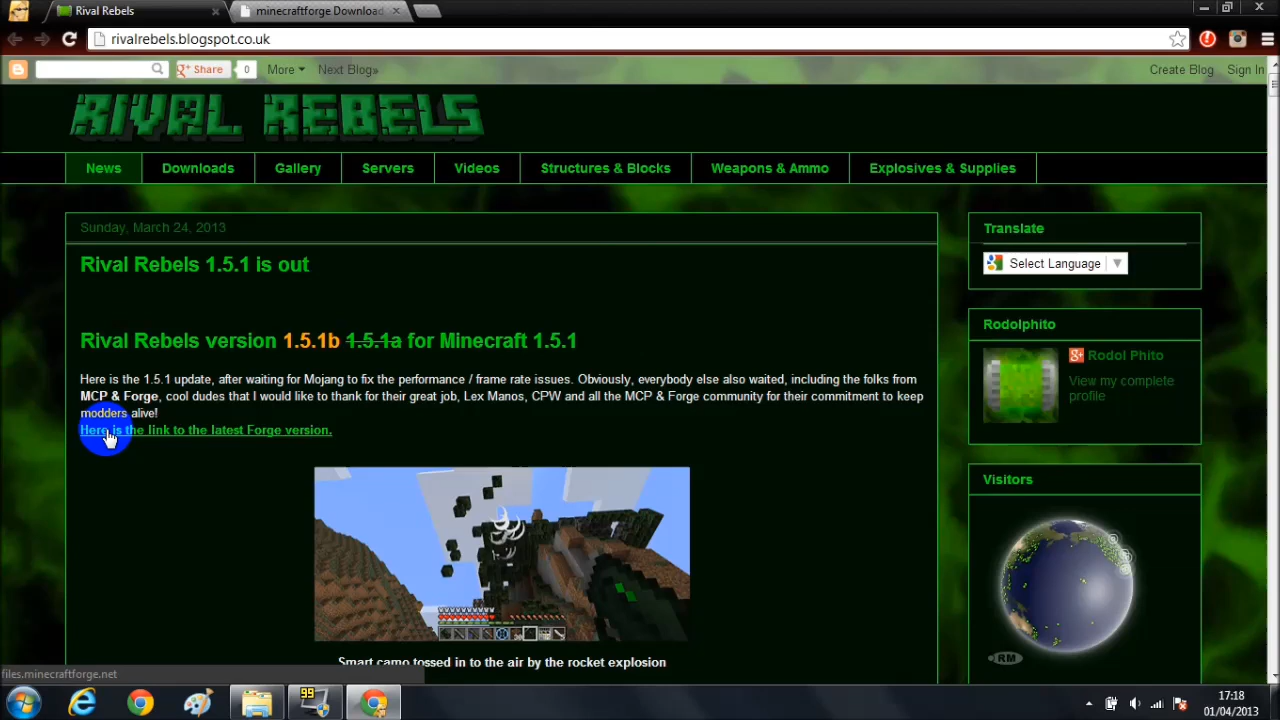 Rival Rebels
minecraftforge Download
rivalrebels.blogspot.co.uk
g+ Share 0 More Next Blog» Create Blog Sign In
RIVAL REBELS
News Downloads Gallery Servers Videos Structures & Blocks Weapons & Ammo Explosives & Supplies
Sunday, March 24, 2013
Rival Rebels 1.5.1 is out
Rival Rebels version 1.5.1b 1.5.1a for Minecraft 1.5.1
Here is the 1.5.1 update, after waiting for Mojang to fix the performance / frame rate issues. Obviously, everybody else also waited, including the folks from
MCP & Forge, cool dudes that I would like to thank for their great job, Lex Manos, CPW and all the MCP & Forge community for their commitment to keep
modders alive!
Here is the link to the latest Forge version.
Smart camo tossed in to the air by the rocket explosion
Translate
Select Language
Rodolphito
g+ Rodol Phito
View my complete
profile
Visitors
RM
files.minecraftforge.net
99
17:18
01/04/2013